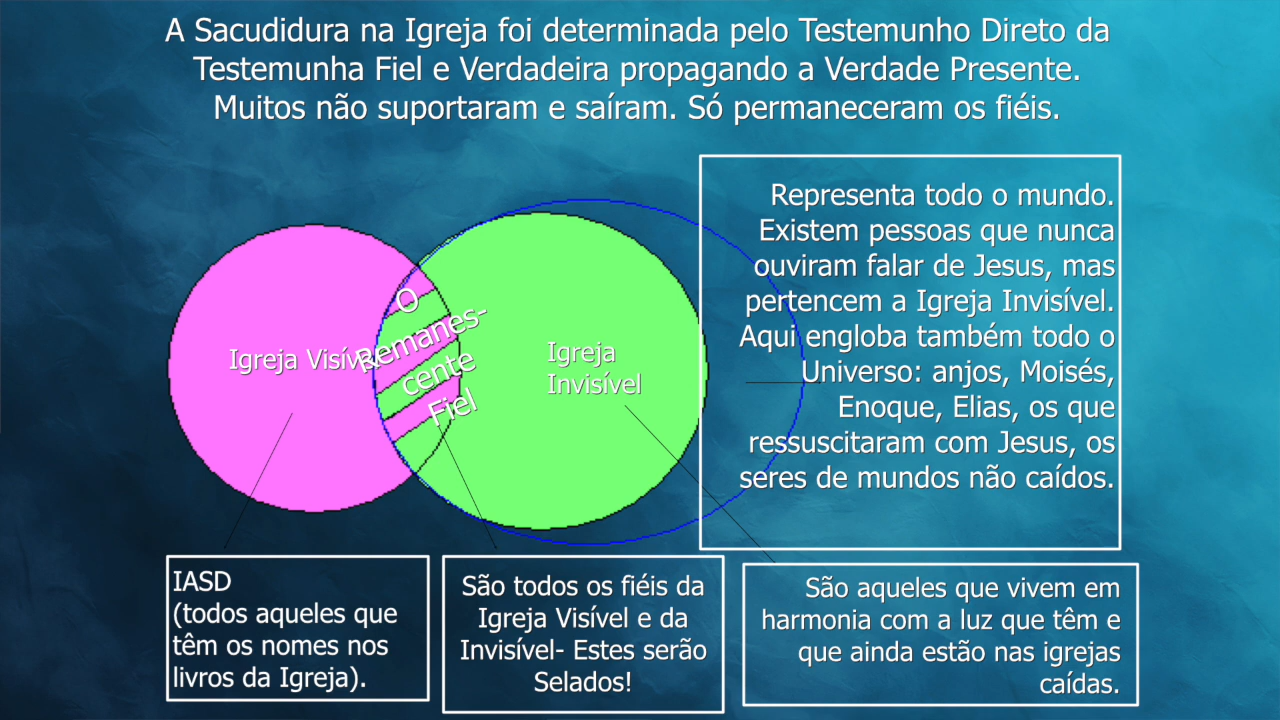 A Sacudidura na Igreja foi determinada pelo Testemunho Direto da
Testemunha Fiel e Verdadeira propagando a Verdade Presente.
Muitos não suportaram e saíram. Só permaneceram os fiéis.
Igreja Visível
O
Remanes-
cente
Fiel
Igreja
Invisível
Representa todo o mundo.
Existem pessoas que nunca
ouviram falar de Jesus, mas
pertencem a Igreja Invisível.
Aqui engloba também todo o
Universo: anjos, Moisés,
Enoque, Elias, os que
ressuscitaram com Jesus, os
seres de mundos não caídos.
IASD
(todos aqueles que
têm os nomes nos
livros da Igreja).
São todos os fiéis da
Igreja Visível e da
Invisível- Estes serão
Selados!
São aqueles que vivem em
harmonia com a luz que têm e
que ainda estão nas igrejas
caídas.